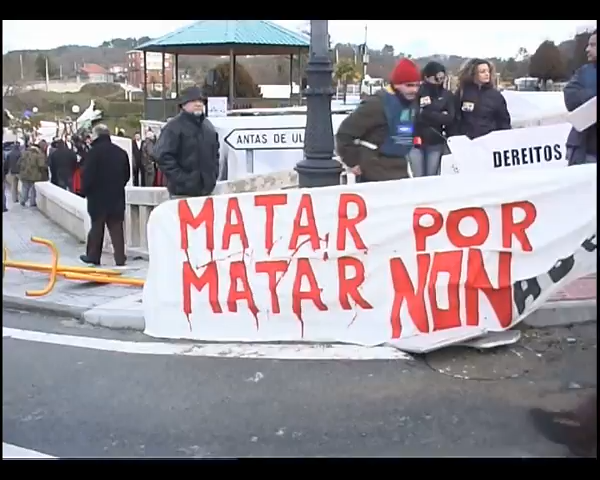 ANTAS DE UL
DEREITOS
MATAR POR
MATAR NON